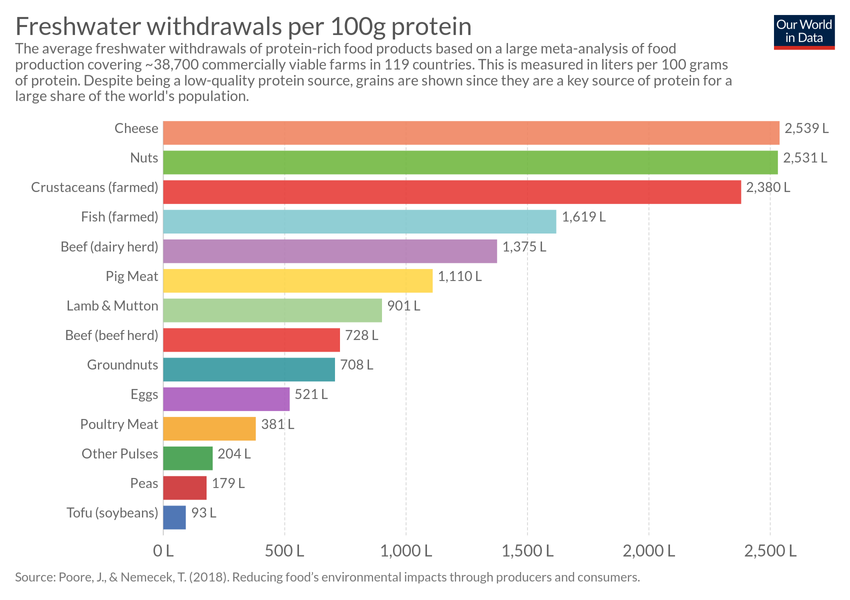 Freshwater withdrawals per 100g protein
Our World
in Data
The average freshwater withdrawals of protein-rich food products based on a large meta-analysis of food
production covering ~38,700 commercially viable farms in 119 countries. This is measured in liters per 100 grams
of protein. Despite being a low-quality protein source, grains are shown since they are a key source of protein for a
large share of the world's population.
Cheese 2,539 L
Nuts 2,531 L
Crustaceans (farmed) 2,380 L
Fish (farmed) 1,619 L
Beef (dairy herd) 1,375 L
Pig Meat 1,110 L
Lamb & Mutton 901 L
Beef (beef herd) 728 L
Groundnuts 708 L
Eggs 521 L
Poultry Meat 381 L
Other Pulses 204 L
Peas 179 L
Tofu (soybeans) 93 L
0 L 500 L 1,000 L 1,500 L 2,000 L 2,500 L
Source: Poore, J., & Nemecek, T. (2018). Reducing food's environmental impacts through producers and consumers.